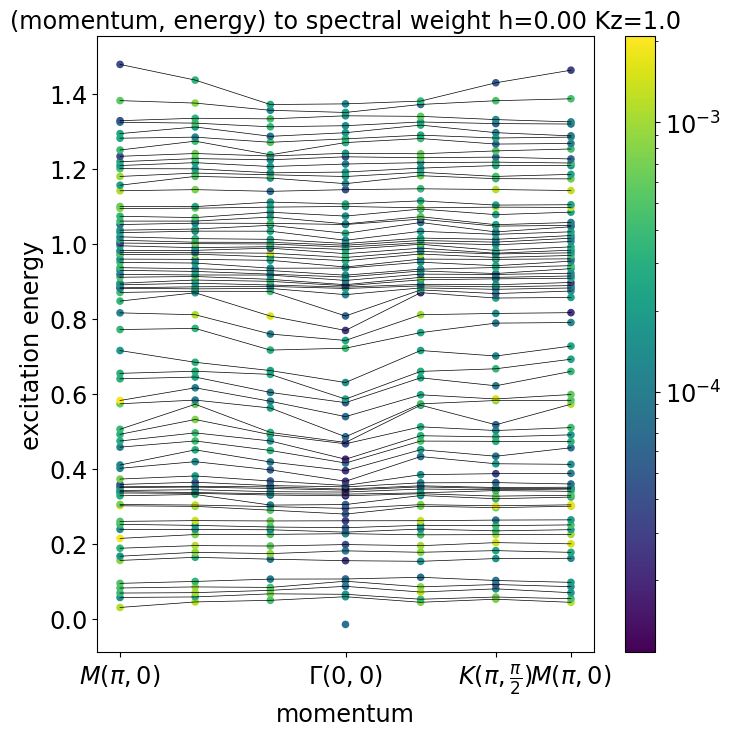 (momentum, energy) to spectral weight h=0.00 Kz=1.0
1.4
1.2
1.0
0.8
0.6
0.4
0.2
0.0
excitation energy
M(π, 0)
Γ(0, 0)
K(π, π/2)
M(π, 0)
momentum
10⁻³
10⁻⁴